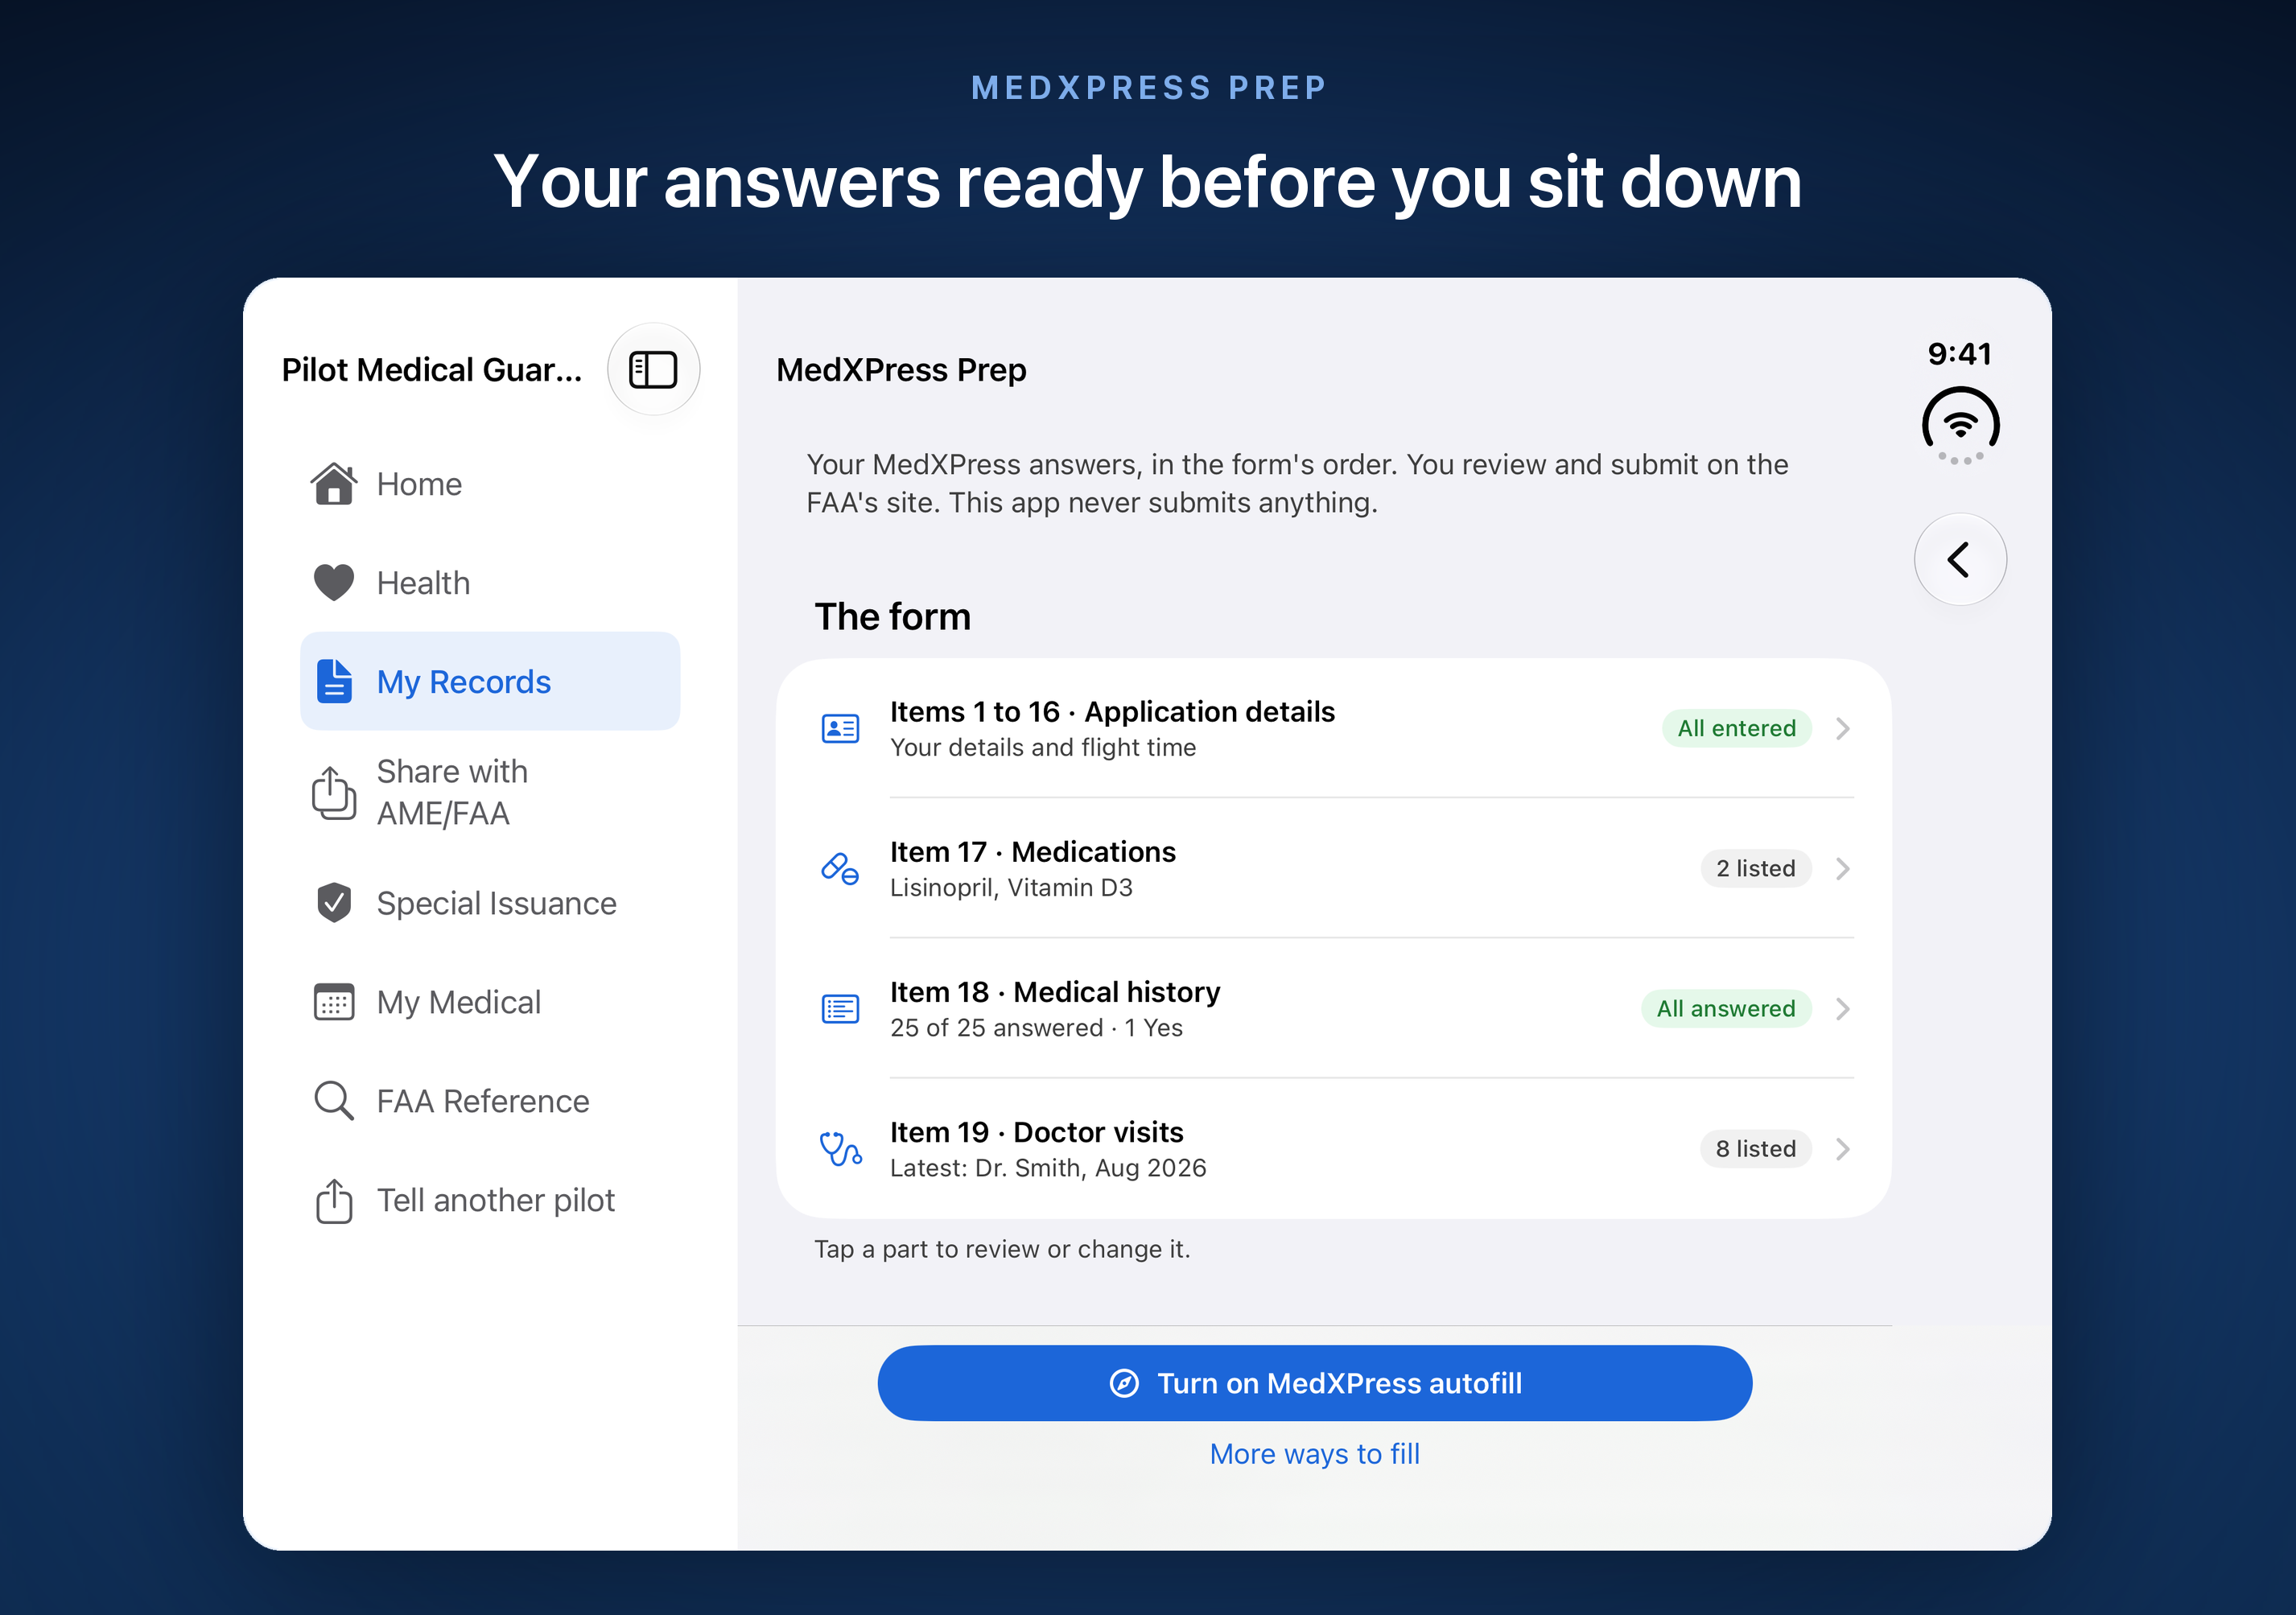 MEDXPRESS PREP
Your answers ready before you sit down
Pilot Medical Guar...
Home
Health
My Records
Share with
AME/FAA
Special Issuance
My Medical
FAA Reference
Tell another pilot
MedXPress Prep
9:41
Your MedXPress answers, in the form's order. You review and submit on the
FAA's site. This app never submits anything.
The form
Items 1 to 16 · Application details
Your details and flight time
All entered
Item 17 · Medications
Lisinopril, Vitamin D3
2 listed
Item 18 · Medical history
25 of 25 answered · 1 Yes
All answered
Item 19 · Doctor visits
Latest: Dr. Smith, Aug 2026
8 listed
Tap a part to review or change it.
Turn on MedXPress autofill
More ways to fill